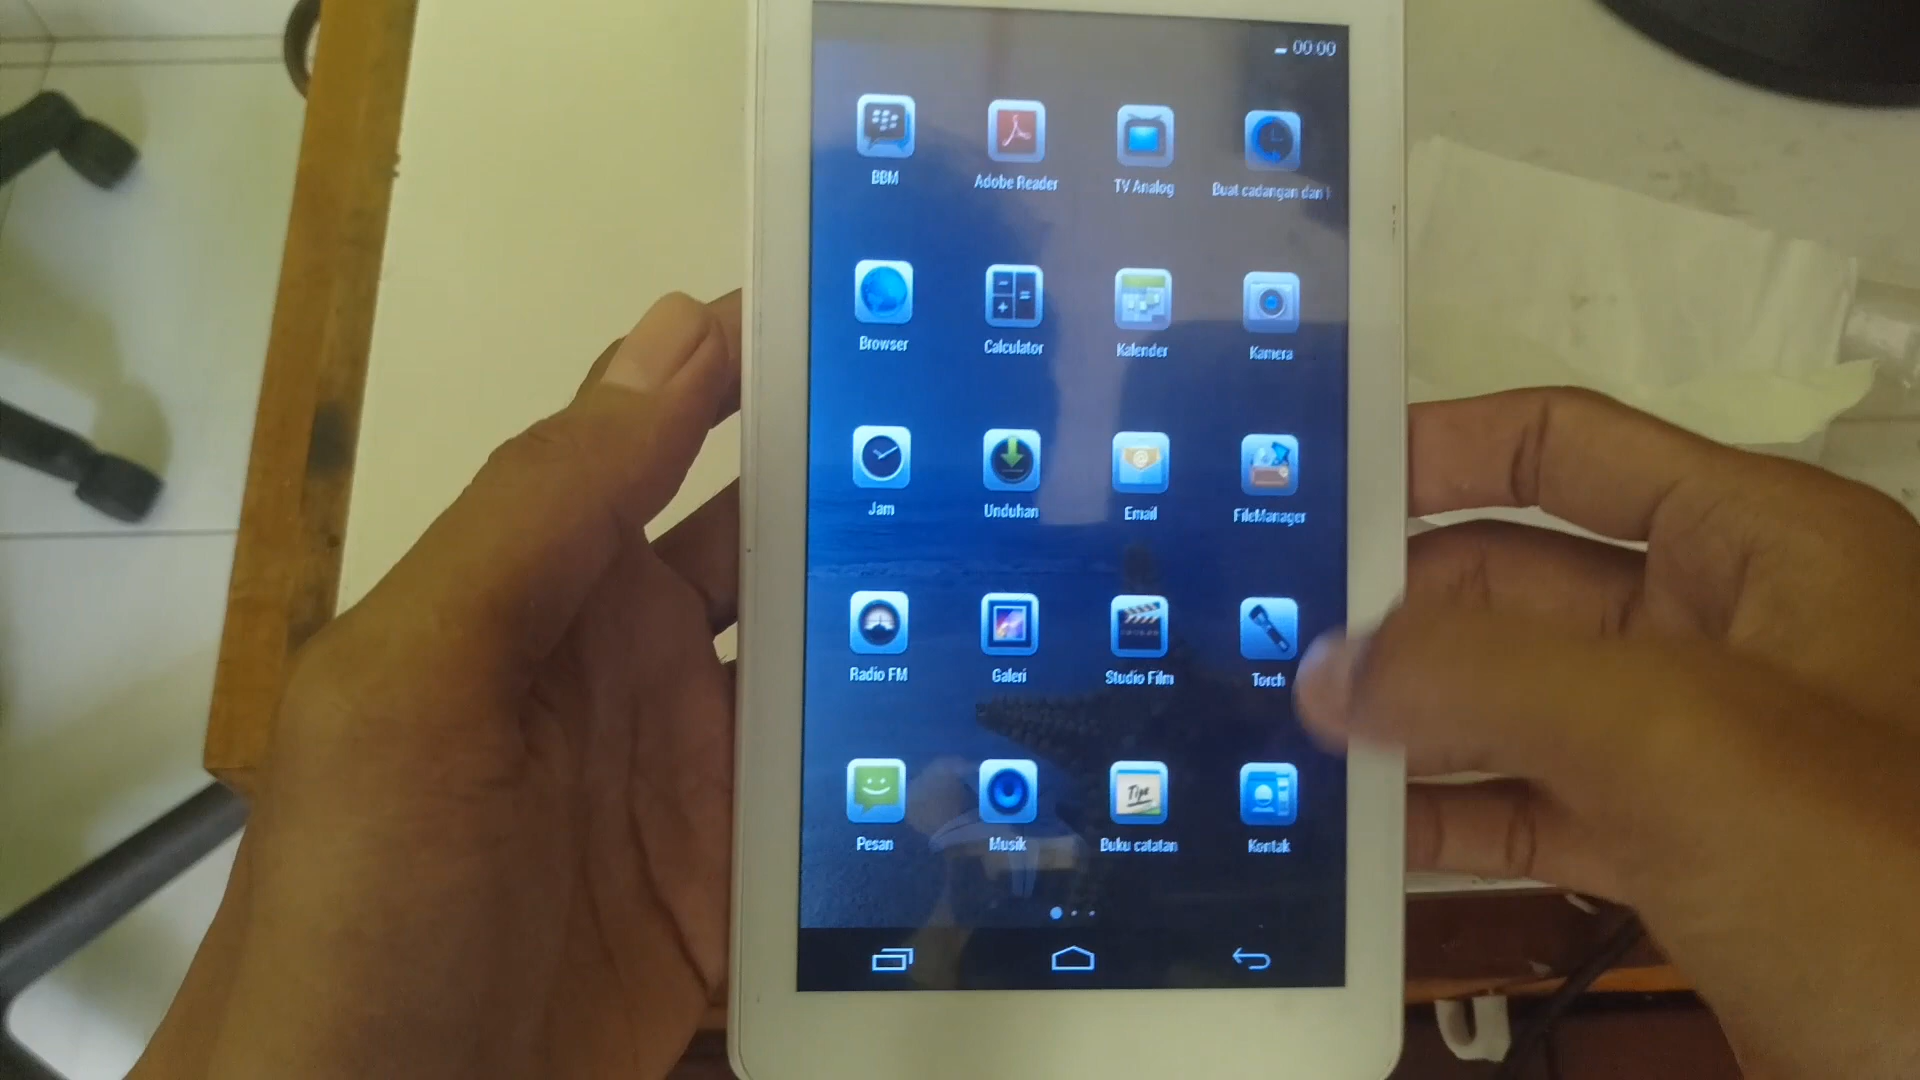 00:00
BBM
Adobe Reader
TV Analog
Buat cadangan dan
Browser
Calculator
Kalender
Kamera
Jam
Unduhan
Email
FileManager
Radio FM
Galeri
Studio Film
Torch
Pesan
Musik
Tips
Buku catatan
Kontak